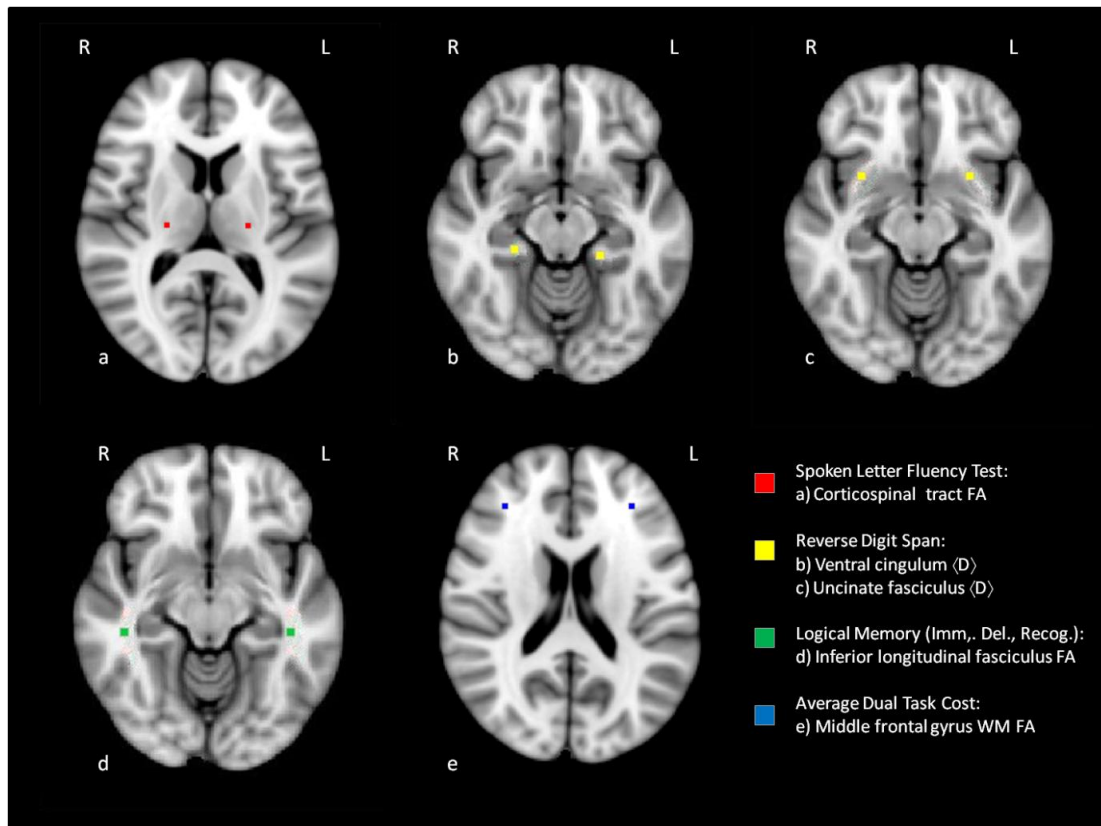 R L
R L
R L
a
b
c
R L
R L
d
e
Spoken Letter Fluency Test:
a) Corticospinal tract FA
Reverse Digit Span:
b) Ventral cingulum ⟨D⟩
c) Uncinate fasciculus ⟨D⟩
Logical Memory (Imm,. Del., Recog.):
d) Inferior longitudinal fasciculus FA
Average Dual Task Cost:
e) Middle frontal gyrus WM FA